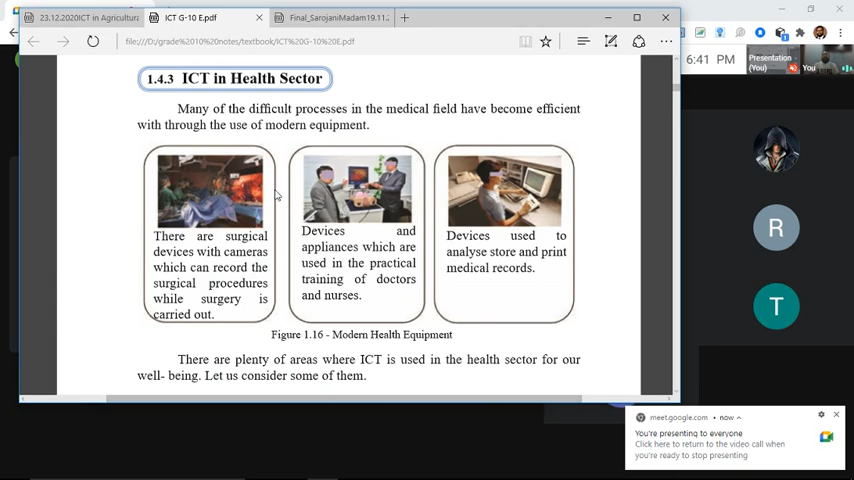 23.12.2020ICT in Agricultura
ICT G-10 E.pdf
Final_SarojaniMadam19.11.
file:///D:/grade%2010%20notes/textbook/ICT%20G-10%20E.pdf
6:41 PM
Presentation
(You)
You
1.4.3 ICT in Health Sector
Many of the difficult processes in the medical field have become efficient
with through the use of modern equipment.
There are surgical
devices with cameras
which can record the
surgical procedures
while surgery is
carried out.
Devices and
appliances which are
used in the practical
training of doctors
and nurses.
Devices used to
analyse store and print
medical records.
Figure 1.16 - Modern Health Equipment
There are plenty of areas where ICT is used in the health sector for our
well- being. Let us consider some of them.
R
T
meet.google.com • now
You're presenting to everyone
Click here to return to the video call when
you're ready to stop presenting